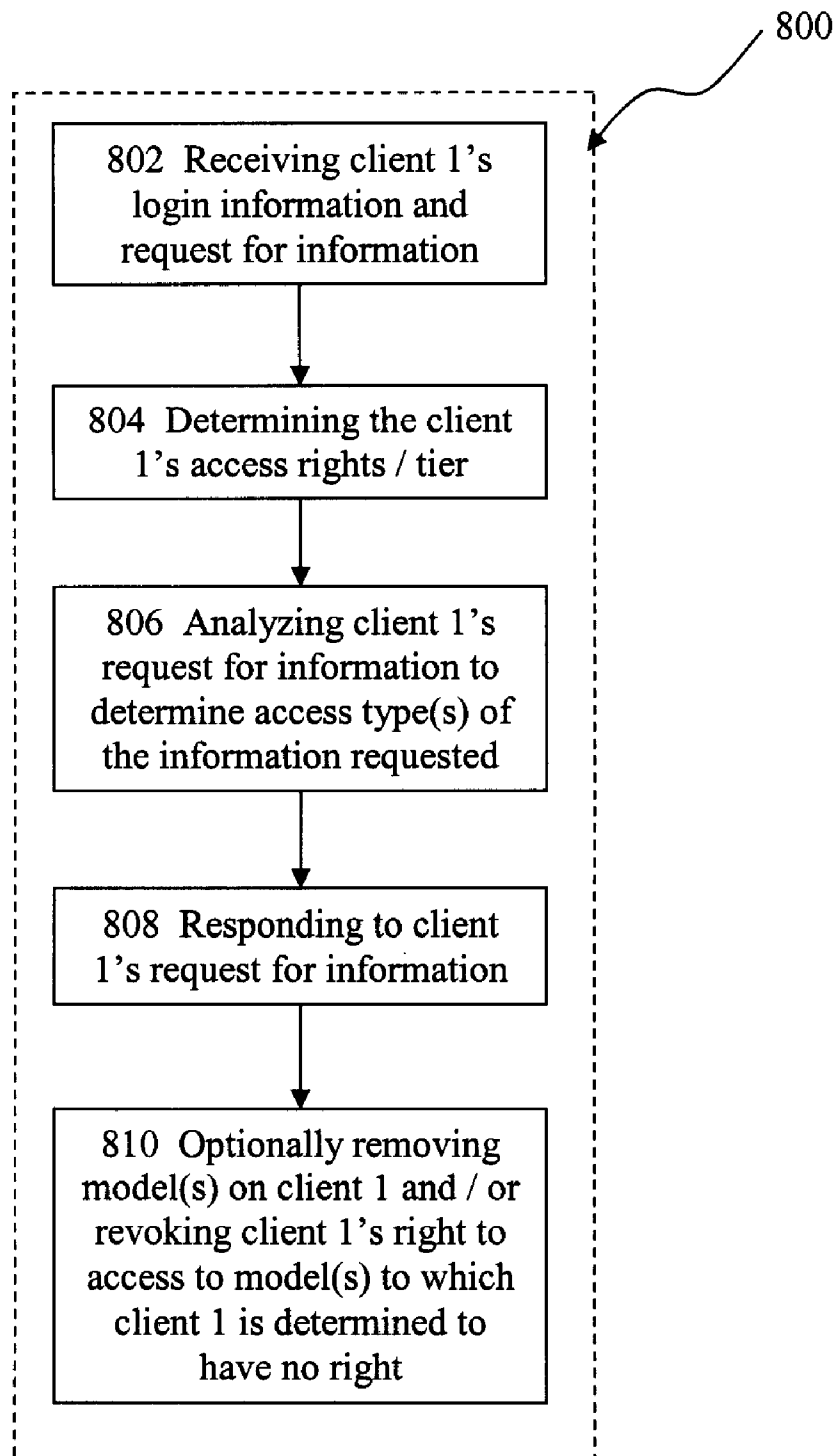 800
802 Receiving client 1's
login information and
request for information
804 Determining the client
1's access rights / tier
806 Analyzing client 1's
request for information to
determine access type(s) of
the information requested
808 Responding to client
1's request for information
810 Optionally removing
model(s) on client 1 and / or
revoking client 1's right to
access to model(s) to which
client 1 is determined to
have no right